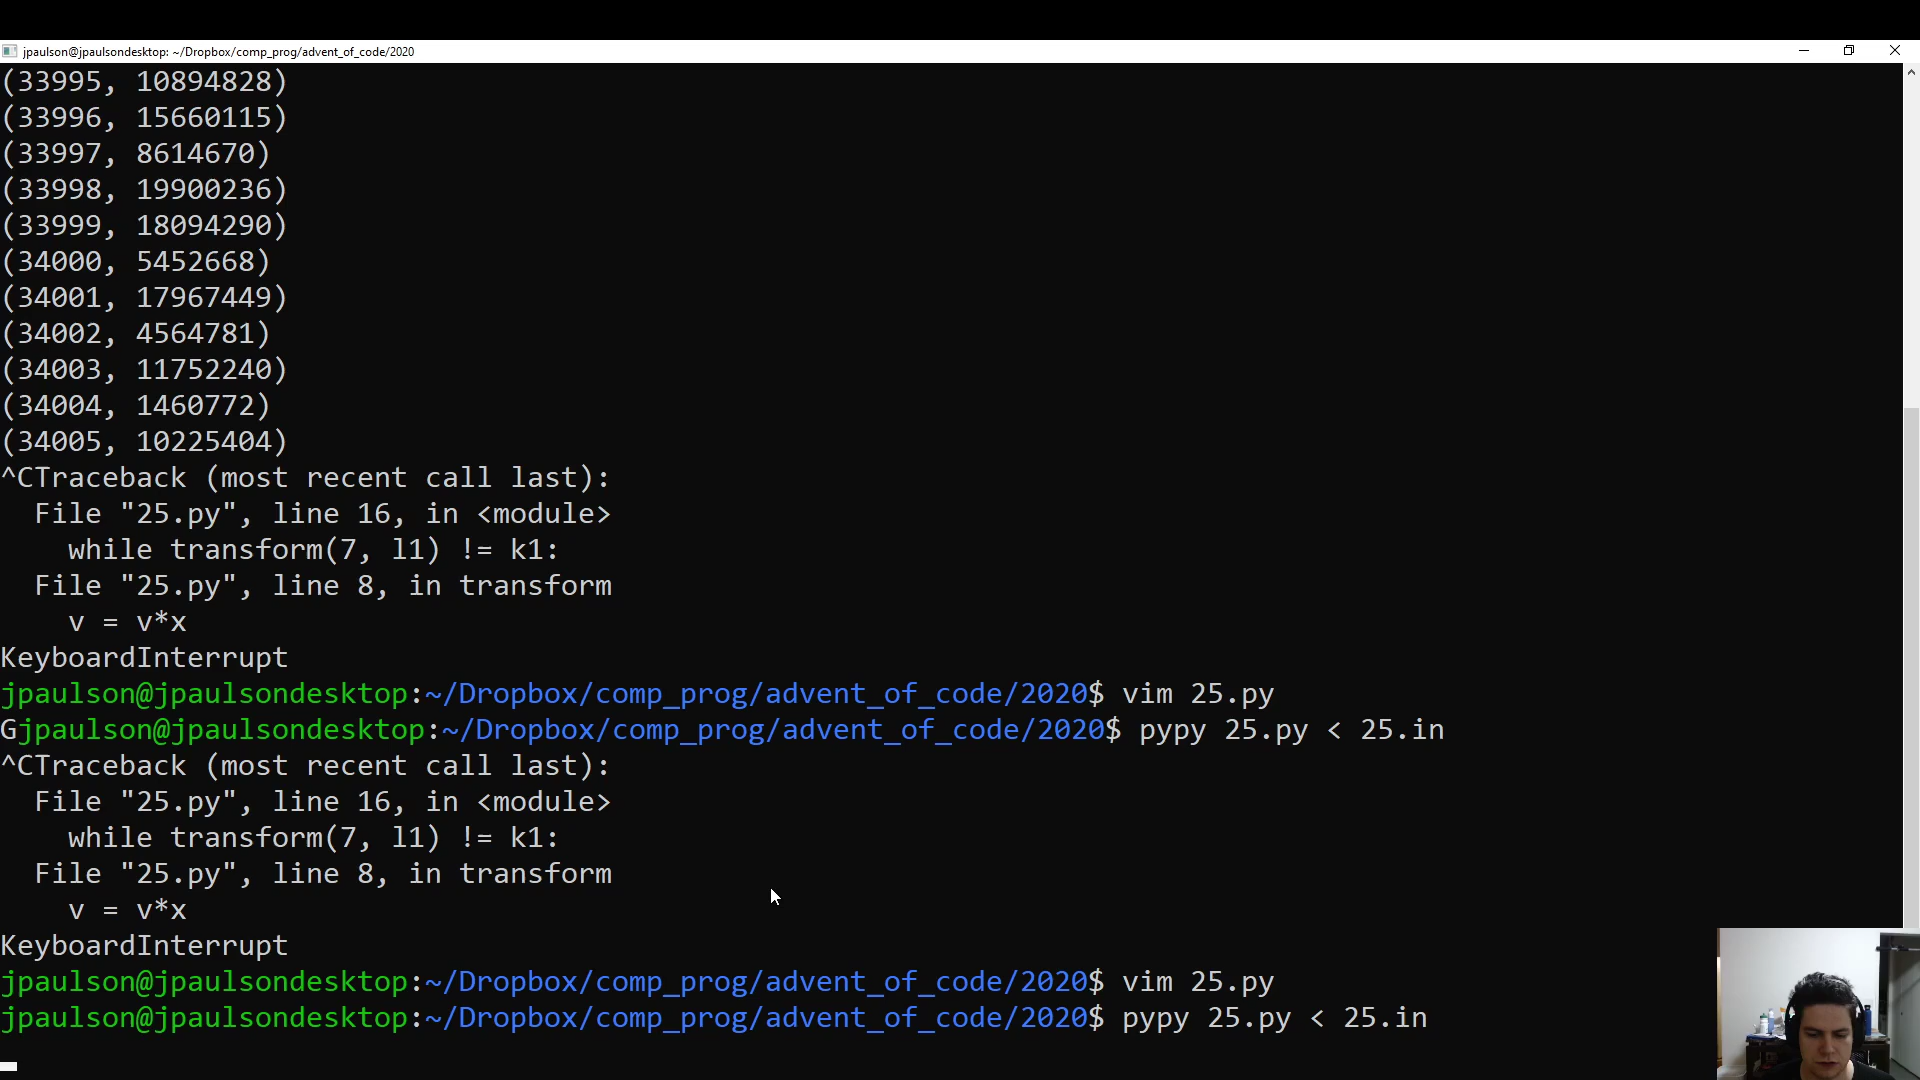 jpaulson@jpaulsondesktop: ~/Dropbox/comp_prog/advent_of_code/2020
(33995, 10894828)
(33996, 15660115)
(33997, 8614670)
(33998, 19900236)
(33999, 18094290)
(34000, 5452668)
(34001, 17967449)
(34002, 4564781)
(34003, 11752240)
(34004, 1460772)
(34005, 10225404)
^CTraceback (most recent call last):
  File "25.py", line 16, in <module>
    while transform(7, l1) != k1:
  File "25.py", line 8, in transform
    v = v*x
KeyboardInterrupt
jpaulson@jpaulsondesktop:~/Dropbox/comp_prog/advent_of_code/2020$ vim 25.py
Gjpaulson@jpaulsondesktop:~/Dropbox/comp_prog/advent_of_code/2020$ pypy 25.py < 25.in
^CTraceback (most recent call last):
  File "25.py", line 16, in <module>
    while transform(7, l1) != k1:
  File "25.py", line 8, in transform
    v = v*x
KeyboardInterrupt
jpaulson@jpaulsondesktop:~/Dropbox/comp_prog/advent_of_code/2020$ vim 25.py
jpaulson@jpaulsondesktop:~/Dropbox/comp_prog/advent_of_code/2020$ pypy 25.py < 25.in